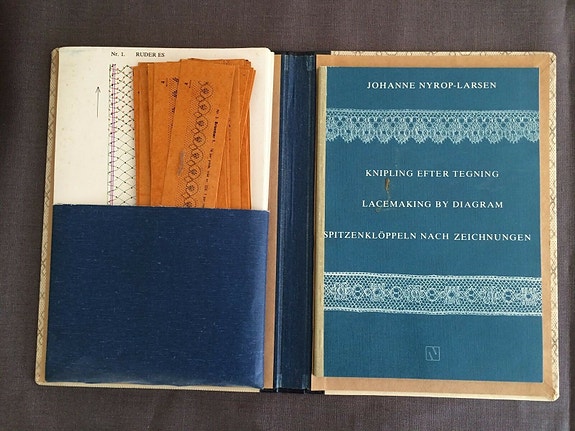 Nr. 1. RUDER ES
JOHANNE NYROP-LARSEN
KNIPLING EFTER TEGNING
LACEMAKING BY DIAGRAM
SPITZENKLÖPPELN NACH ZEICHNUNGEN
N